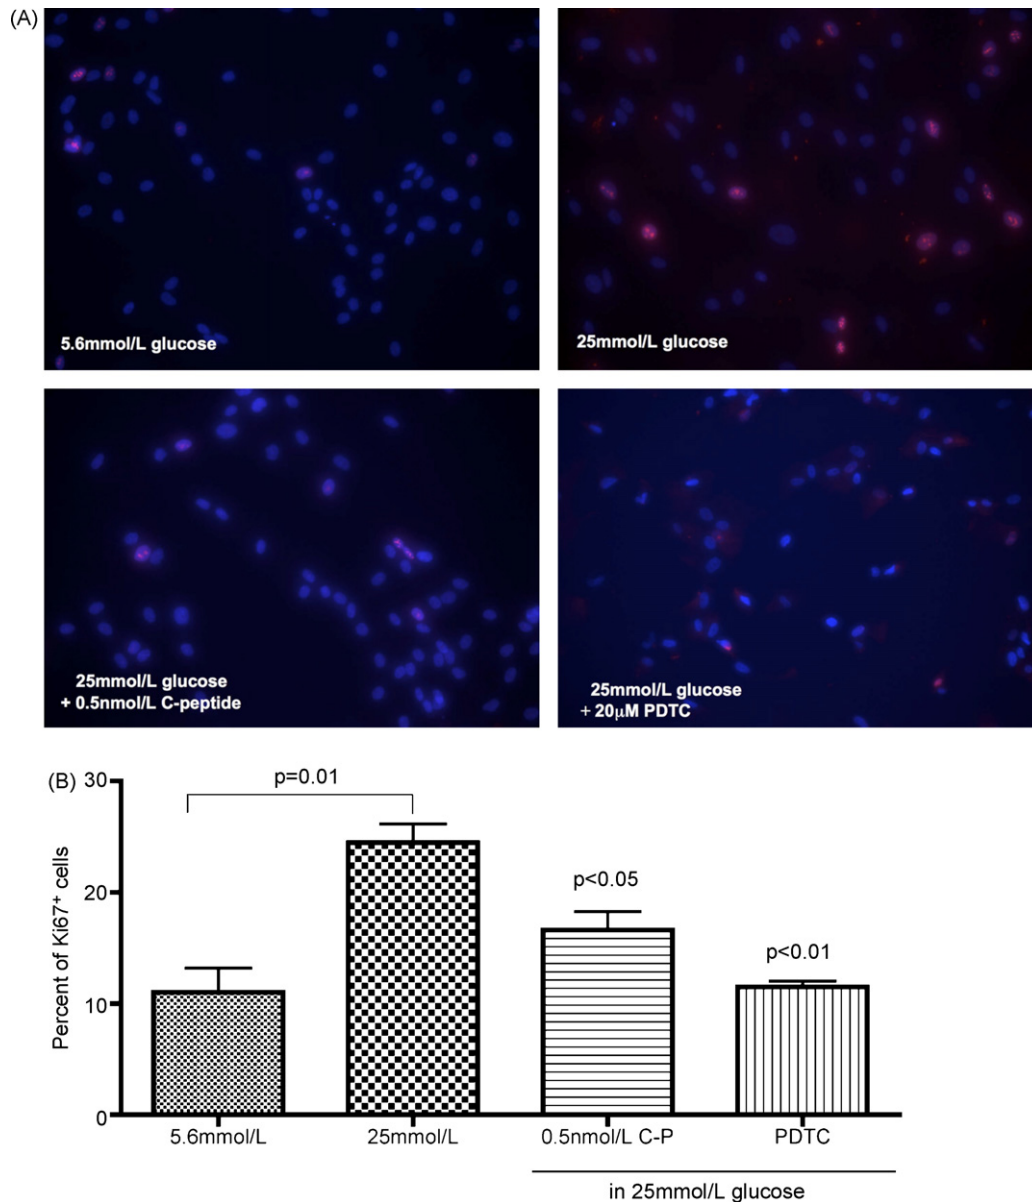 (A)
5.6mmol/L glucose
25mmol/L glucose
25mmol/L glucose
+ 0.5nmol/L C-peptide
25mmol/L glucose
+ 20μM PDTC
(B)
30
20
10
0
Percent of Ki67⁺ cells
p=0.01
p<0.05
p<0.01
5.6mmol/L
25mmol/L
0.5nmol/L C-P
PDTC
in 25mmol/L glucose